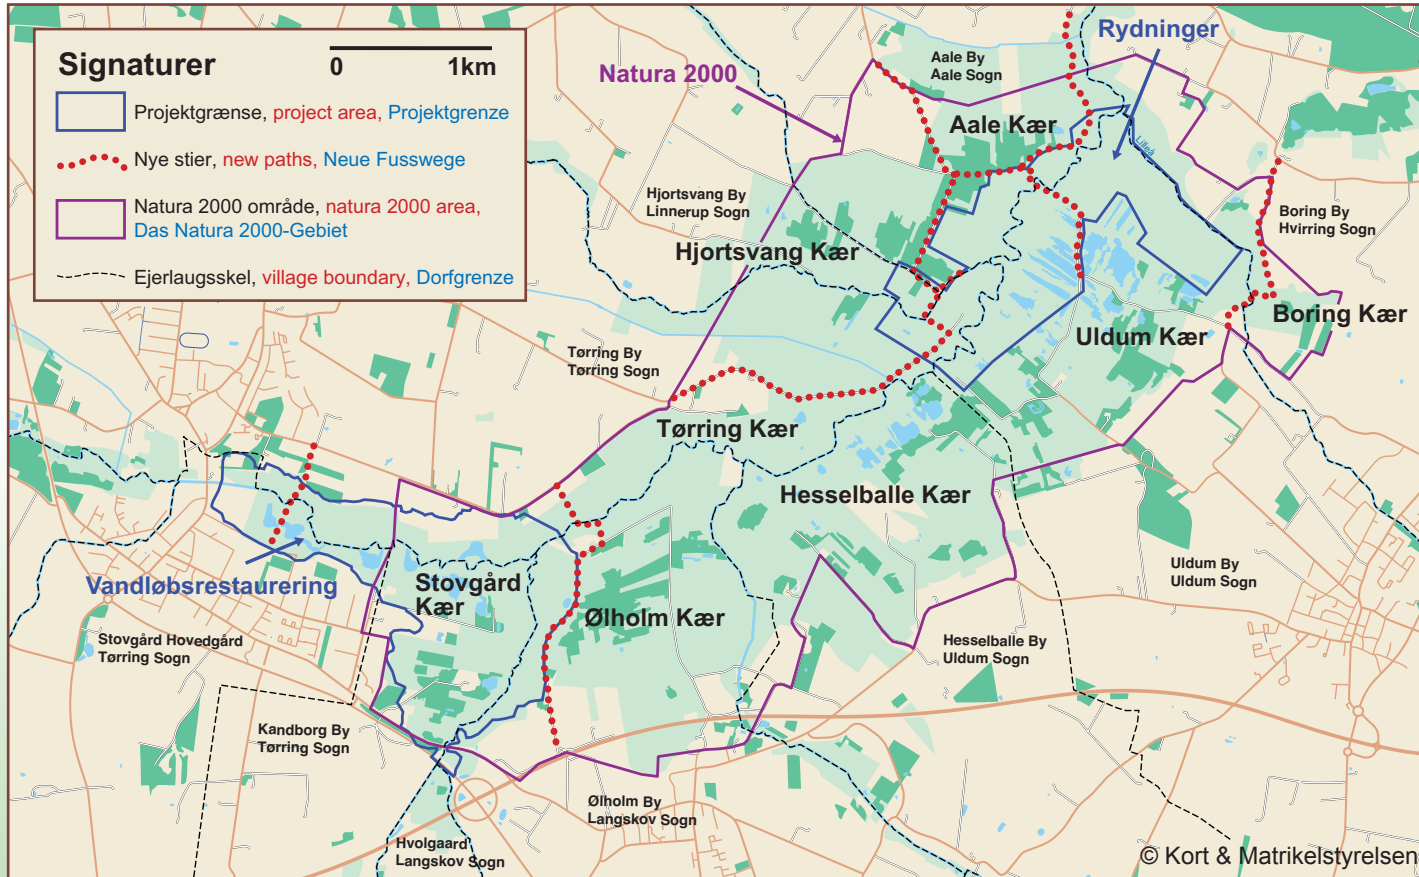 Signaturer
0 1km
Projektgrænse, project area, Projektgrenze
Nye stier, new paths, Neue Fusswege
Natura 2000 område, natura 2000 area,
Das Natura 2000-Gebiet
Ejerlaugsskel, village boundary, Dorfgrenze
Rydninger
Natura 2000
Aale By
Aale Sogn
Aale Kær
Lilleå
Hjortsvang By
Linnerup Sogn
Hjortsvang Kær
Boring By
Hvirring Sogn
Boring Kær
Uldum Kær
Tørring By
Tørring Sogn
Tørring Kær
Hesselballe Kær
Vandløbsrestaurering
Stovgård
Kær
Ølholm Kær
Uldum By
Uldum Sogn
Stovgård Hovedgård
Tørring Sogn
Hesselballe By
Uldum Sogn
Kandborg By
Tørring Sogn
Ølholm By
Langskov Sogn
Hvolgaard
Langskov Sogn
© Kort & Matrikelstyrelsen